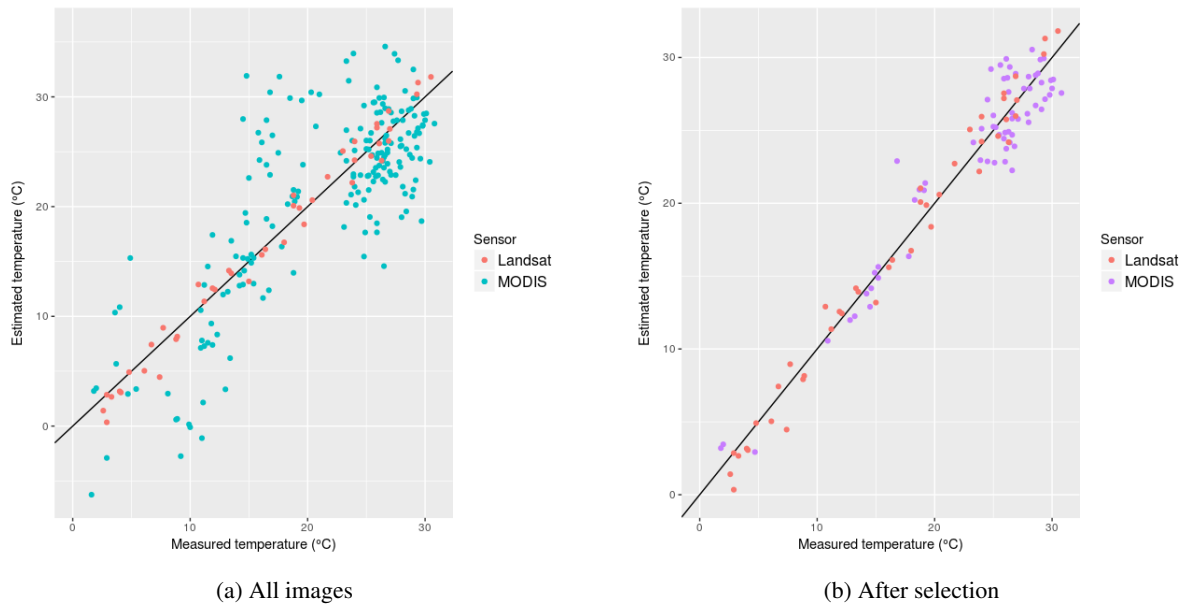 30
20
10
0
0
10
20
30
Estimated temperature (°C)
Measured temperature (°C)
Sensor
Landsat
MODIS
(a) All images
30
20
10
0
0
10
20
30
Estimated temperature (°C)
Measured temperature (°C)
Sensor
Landsat
MODIS
(b) After selection